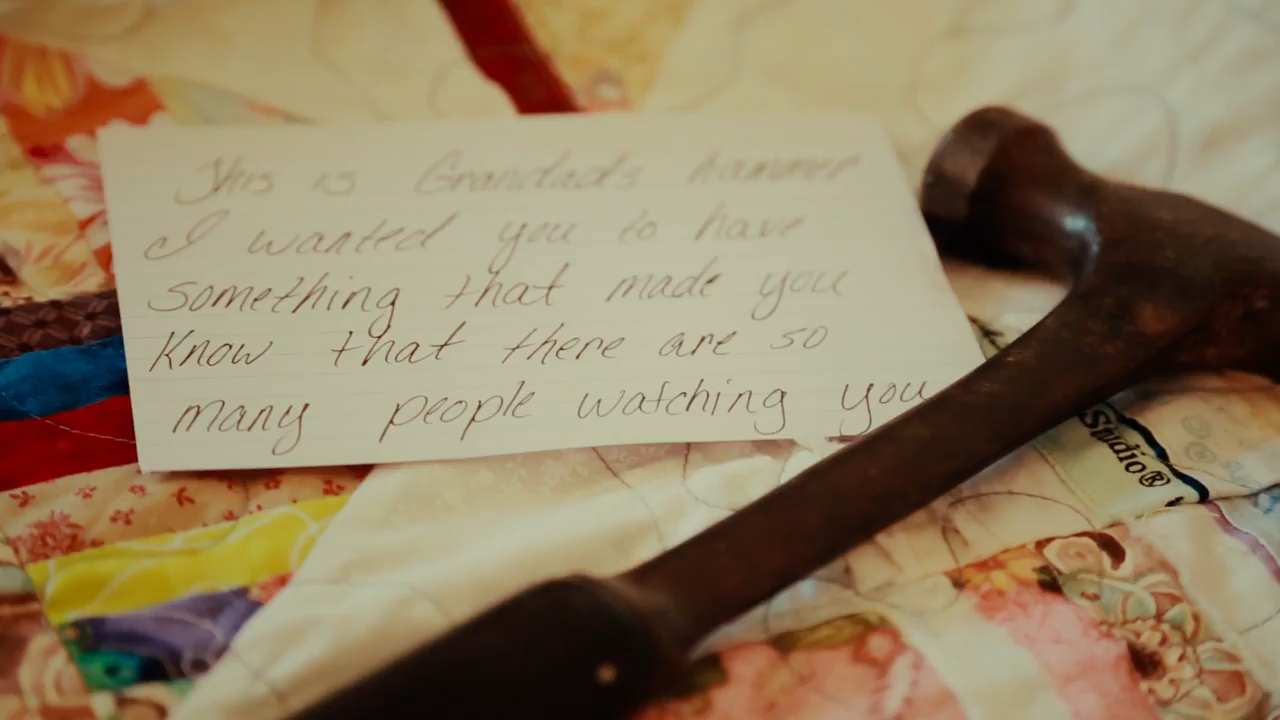 This is Grandad's hammer
I wanted you to have
something that made you
Know that there are so
many people watching you
Studio®